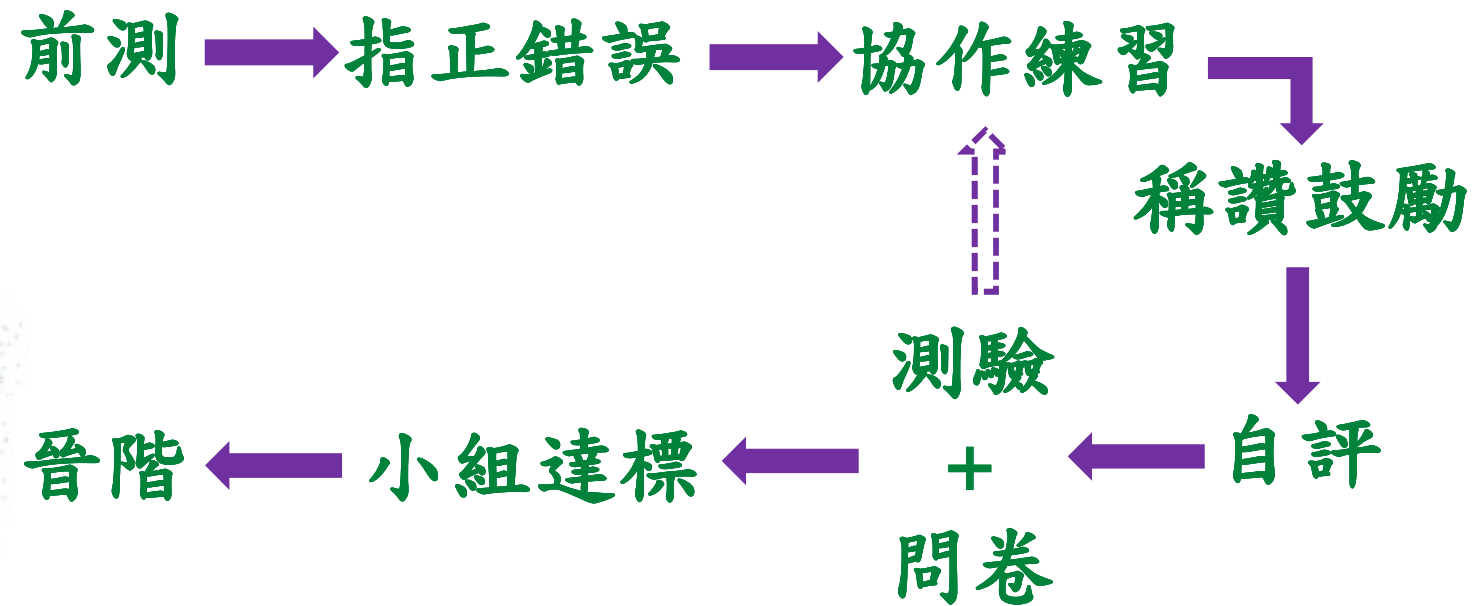 前測
指正錯誤
協作練習
稱讚鼓勵
自評
測驗
+
問卷
小組達標
晉階